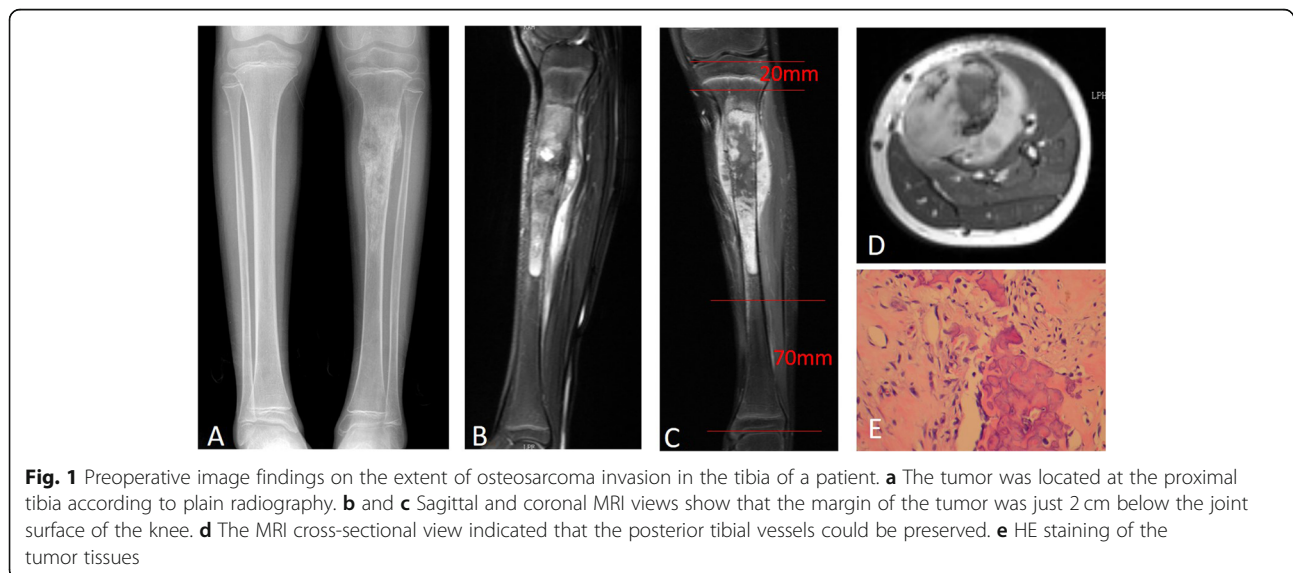 20mm
LPH
70mm
A
B
LPH
C
D
E
Fig. 1 Preoperative image findings on the extent of osteosarcoma invasion in the tibia of a patient. a The tumor was located at the proximal
tibia according to plain radiography. b and c Sagittal and coronal MRI views show that the margin of the tumor was just 2 cm below the joint
surface of the knee. d The MRI cross-sectional view indicated that the posterior tibial vessels could be preserved. e HE staining of the
tumor tissues